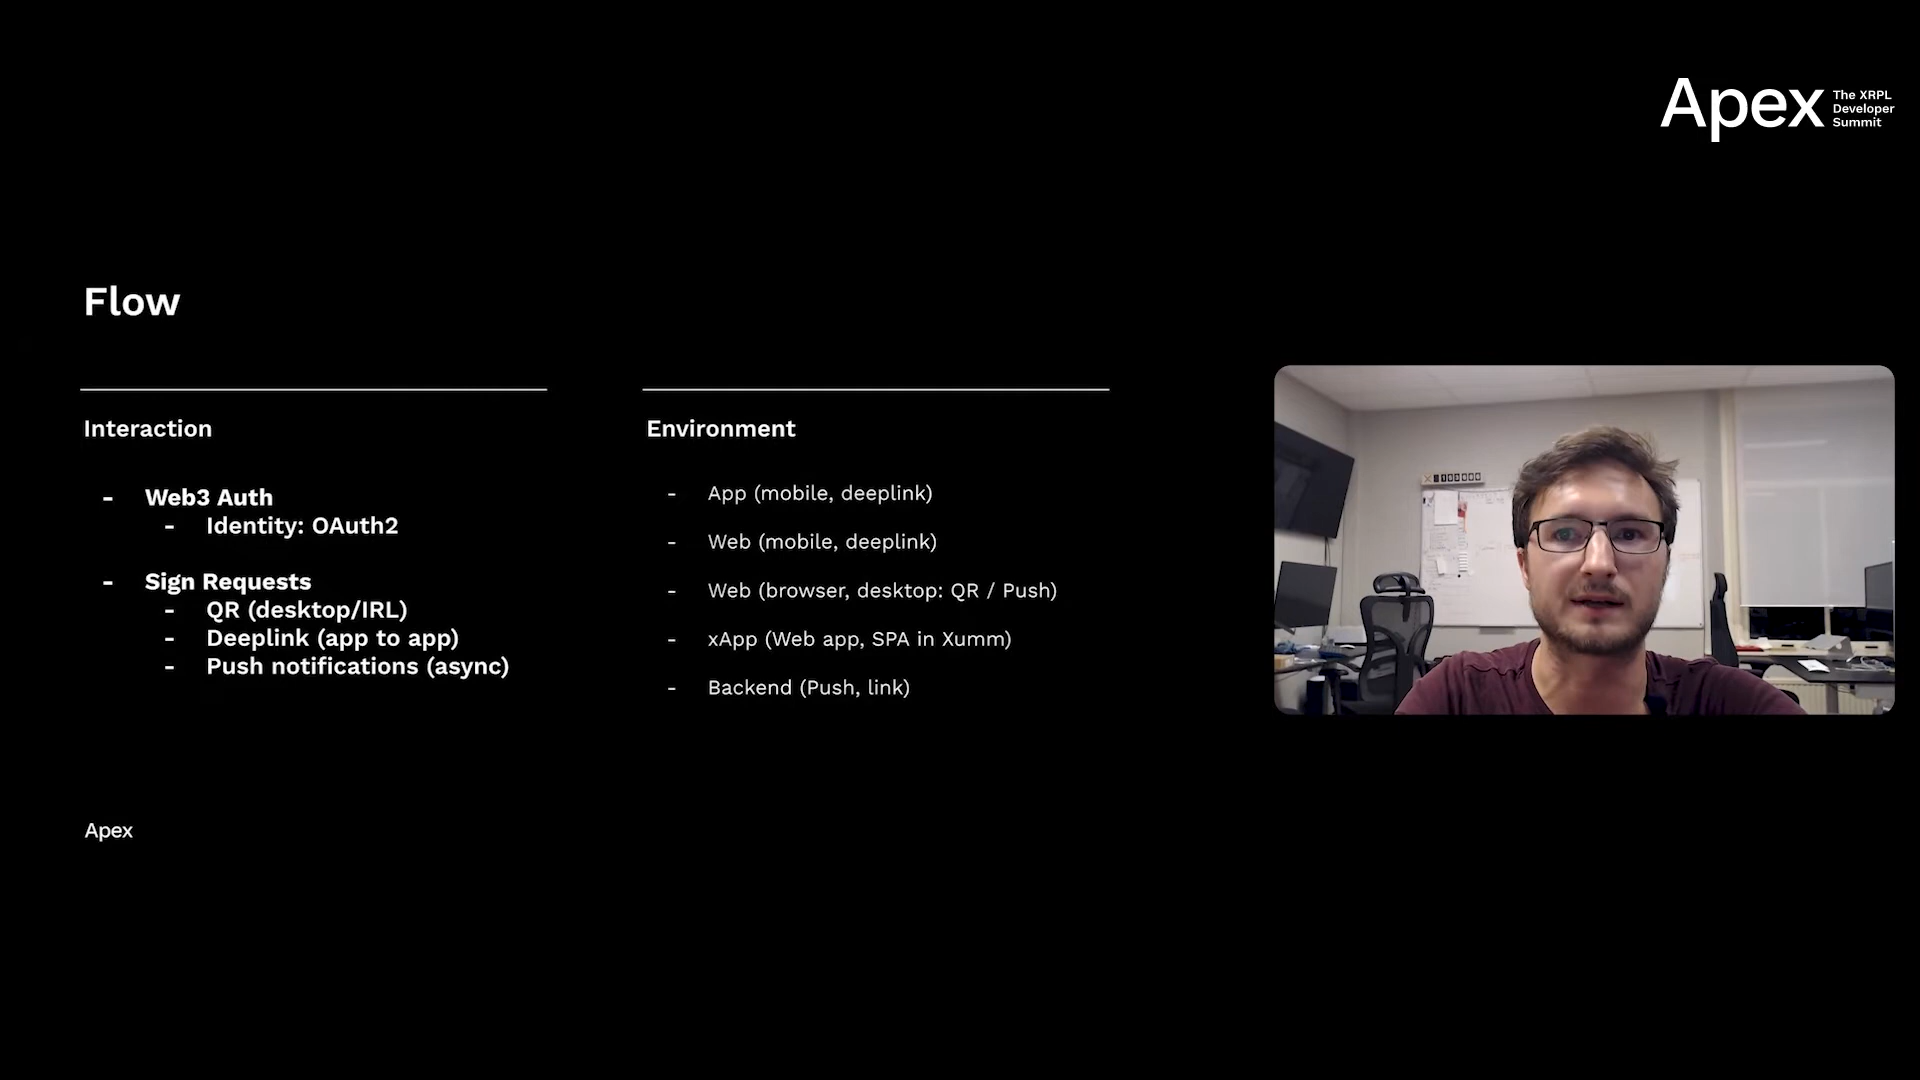 Apex
The XRPL
Developer
Summit
Flow
Interaction
- Web3 Auth
- Identity: OAuth2
- Sign Requests
- QR (desktop/IRL)
- Deeplink (app to app)
- Push notifications (async)
Environment
- App (mobile, deeplink)
- Web (mobile, deeplink)
- Web (browser, desktop: QR / Push)
- xApp (Web app, SPA in Xumm)
- Backend (Push, link)
Apex